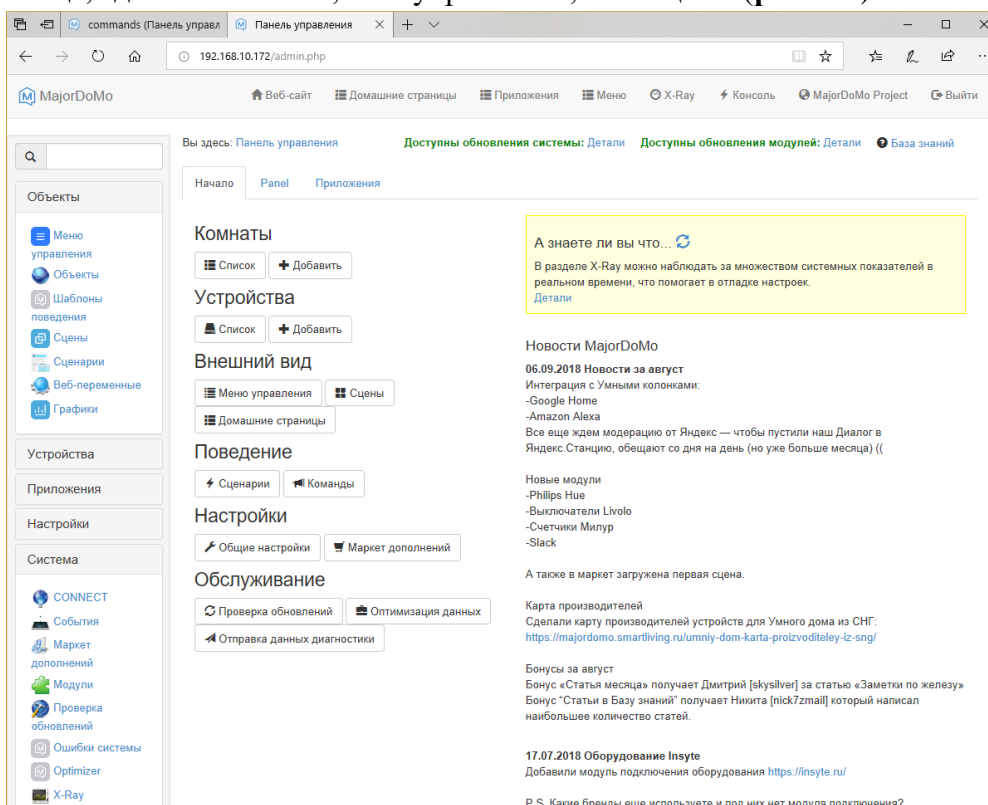 commands (Панель управл
Панель управления
192.168.10.172/admin.php
MajorDoMo
Веб-сайт
Домашние страницы
Приложения
Меню
X-Ray
Консоль
MajorDoMo Project
Выйти
Вы здесь: Панель управления
Доступны обновления системы: Детали
Доступны обновления модулей: Детали
База знаний
Объекты
Меню
управления
Объекты
Шаблоны
поведения
Сцены
Сценарии
Веб-переменные
Графики
Устройства
Приложения
Настройки
Система
CONNECT
События
Маркет
дополнений
Модули
Проверка
обновлений
Ошибки системы
Optimizer
X-Ray
Начало
Panel
Приложения
Комнаты
Список
Добавить
Устройства
Список
Добавить
Внешний вид
Меню управления
Сцены
Домашние страницы
Поведение
Сценарии
Команды
Настройки
Общие настройки
Маркет дополнений
Обслуживание
Проверка обновлений
Оптимизация данных
Отправка данных диагностики
А знаете ли вы что...
В разделе X-Ray можно наблюдать за множеством системных показателей в
реальном времени, что помогает в отладке настроек.
Детали
Новости MajorDoMo
06.09.2018 Новости за август
Интеграция с Умными колонками:
-Google Home
-Amazon Alexa
Все еще ждем модерацию от Яндекс — чтобы пустили наш Диалог в
Яндекс.Станцию, обещают со дня на день (но уже больше месяца) ((
Новые модули
-Philips Hue
-Выключатели Livolo
-Счетчики Милур
-Slack
А также в маркет загружена первая сцена.
Карта производителей
Сделали карту производителей устройств для Умного дома из СНГ:
https://majordomo.smartliving.ru/umniy-dom-karta-proizvoditeley-iz-sng/
Бонусы за август
Бонус «Статья месяца» получает Дмитрий [skysilver] за статью «Заметки по железу»
Бонус “Статьи в Базу знаний” получает Никита [nick7zmail] который написал
наибольшее количество статей.
17.07.2018 Оборудование Insyte
Добавили модуль подключения оборудования https://insyte.ru/
P.S. Какие бренды еще используете и под них нет модуля подключения?